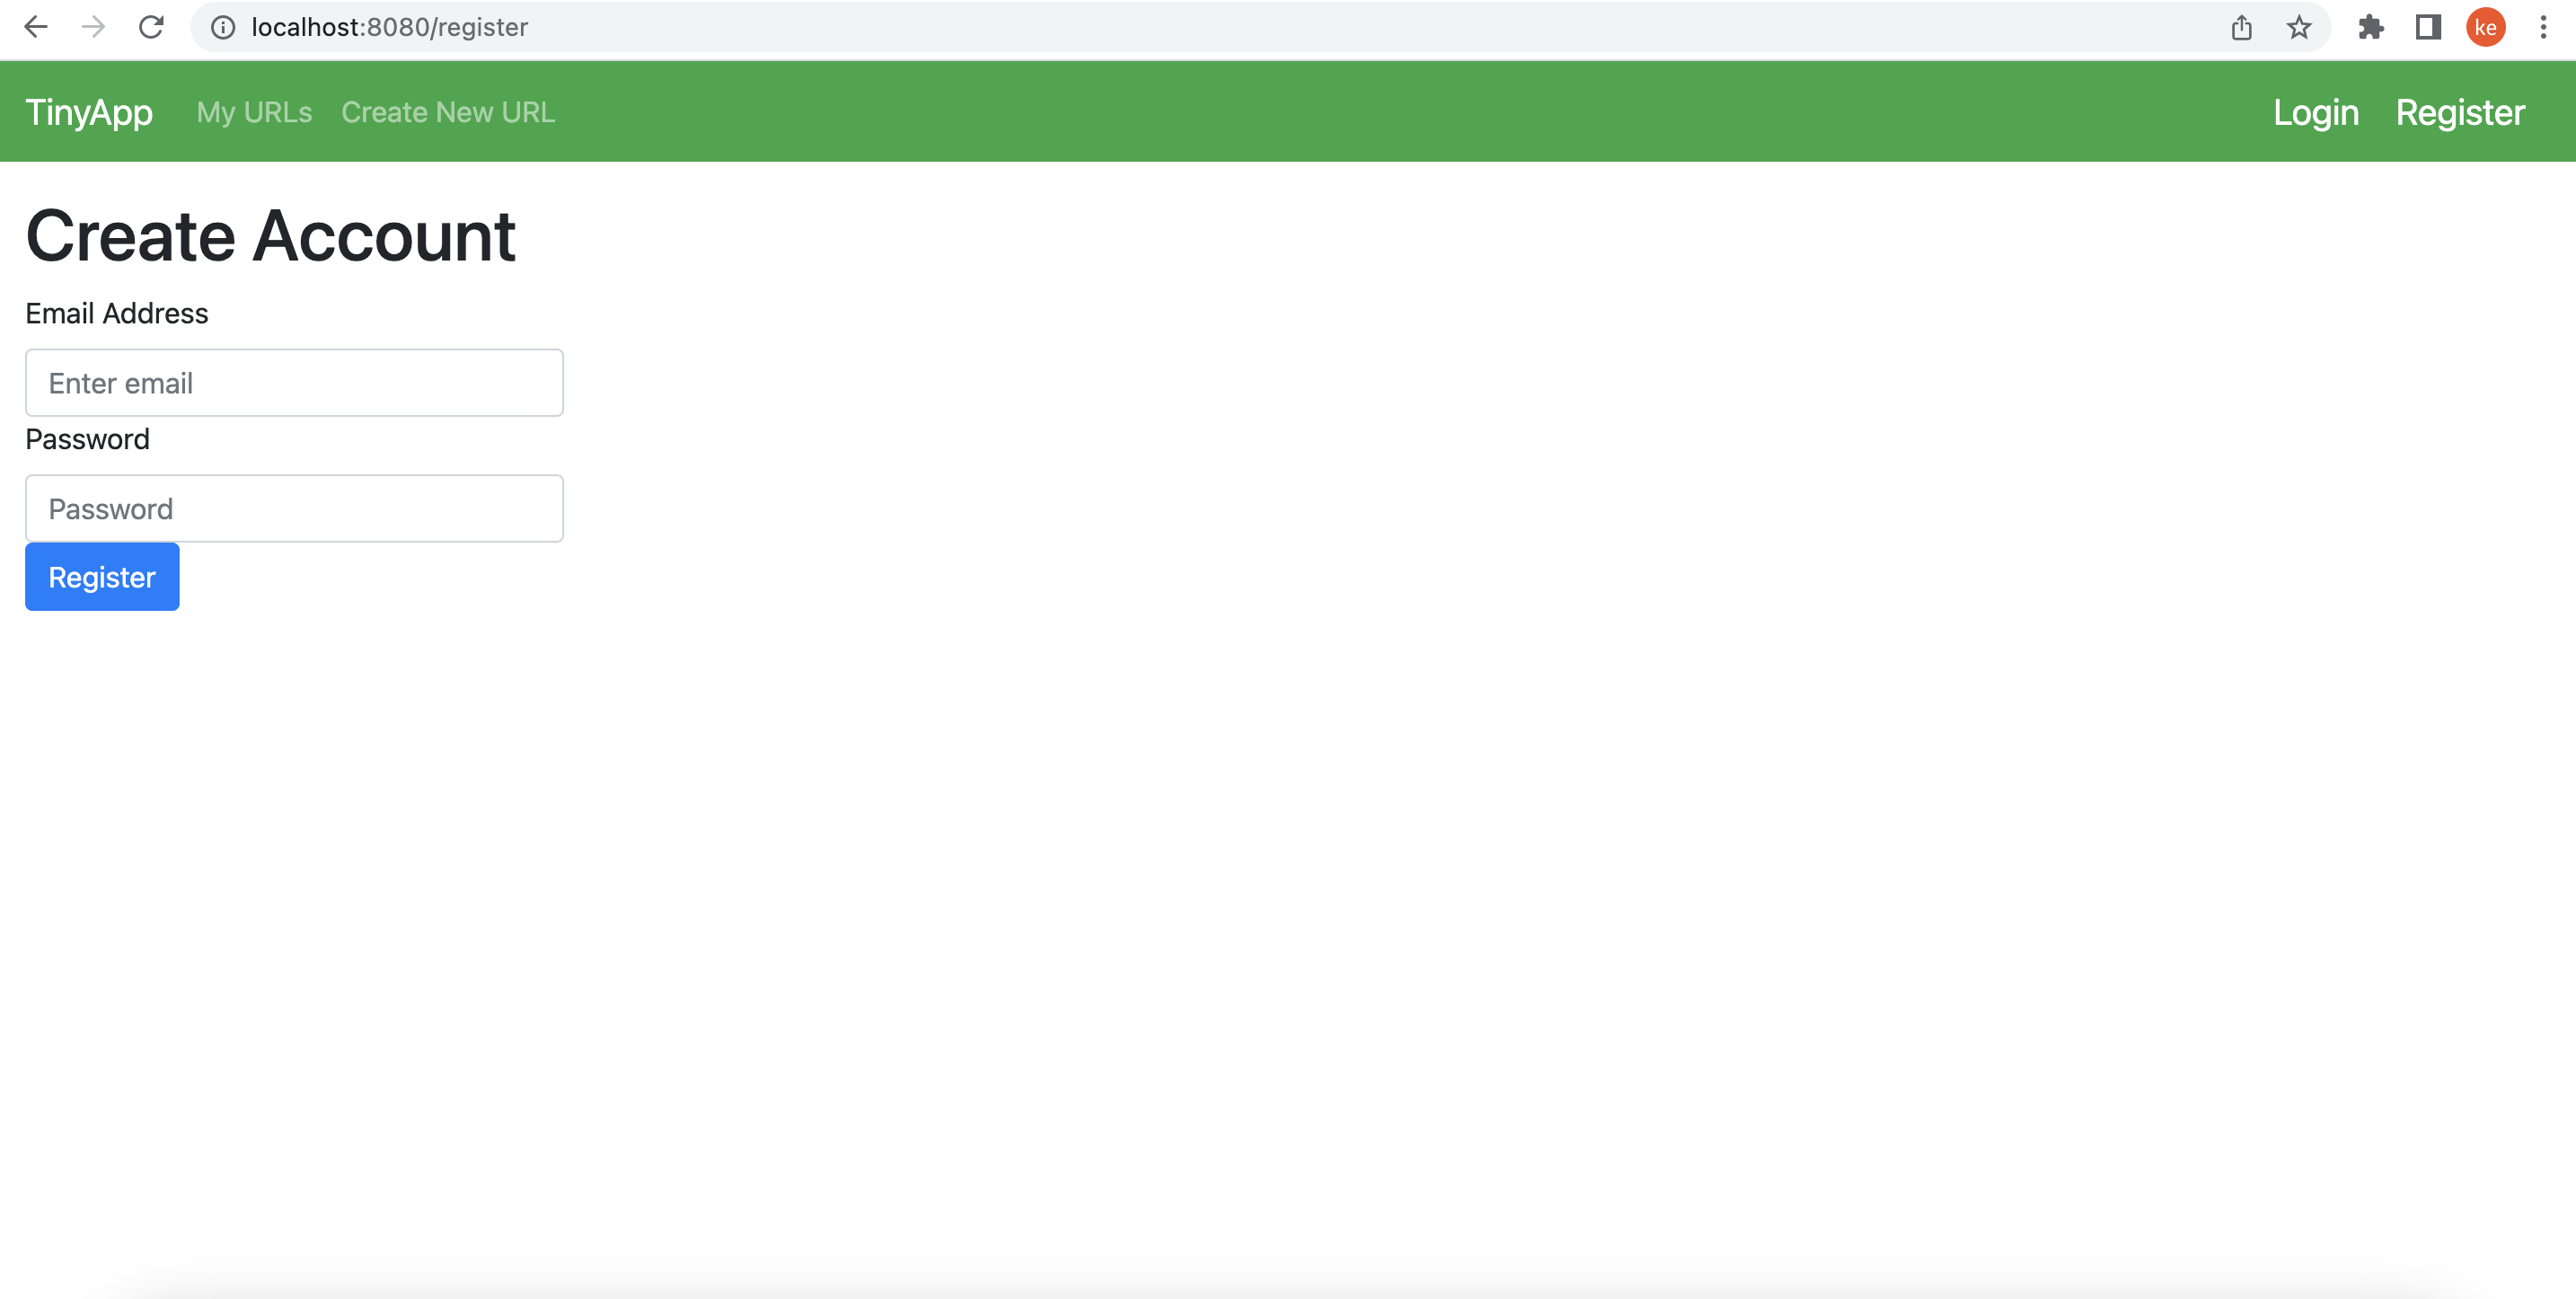 localhost:8080/register
ke
TinyApp My URLs Create New URL Login Register
Create Account
Email Address
Enter email
Password
Password
Register